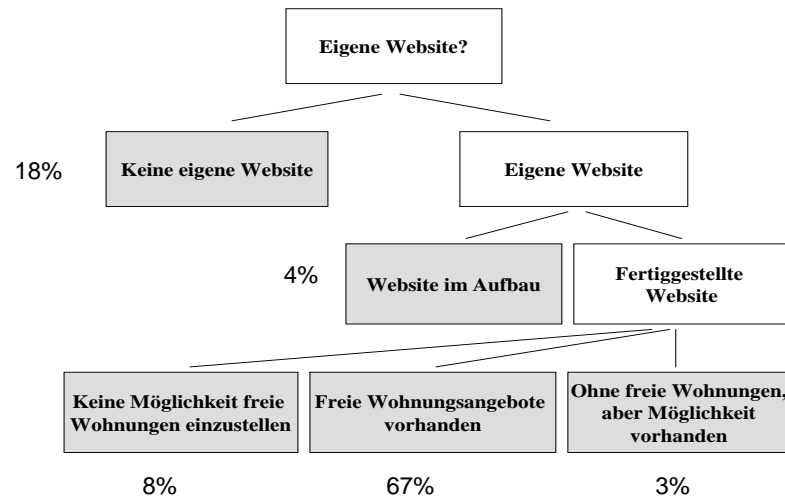 Eigene Website?
18%
Keine eigene Website
Eigene Website
4%
Website im Aufbau
Fertiggestellte
Website
Keine Möglichkeit freie
Wohnungen einzustellen
Freie Wohnungsangebote
vorhanden
Ohne freie Wohnungen,
aber Möglichkeit
vorhanden
8%
67%
3%